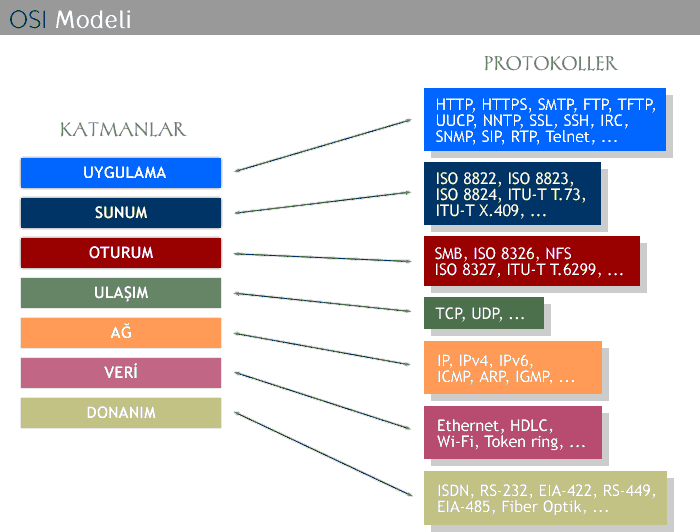 OSI Modeli
PROTOKOLLER
KATMANLAR
UYGULAMA
SUNUM
OTURUM
ULAŞIM
AĞ
VERİ
DONANIM
HTTP, HTTPS, SMTP, FTP, TFTP,
UUCP, NNTP, SSL, SSH, IRC,
SNMP, SIP, RTP, Telnet, ...
ISO 8822, ISO 8823,
ISO 8824, ITU-T T.73,
ITU-T X.409, ...
SMB, ISO 8326, NFS
ISO 8327, ITU-T T.6299, ...
TCP, UDP, ...
IP, IPv4, IPv6,
ICMP, ARP, IGMP, ...
Ethernet, HDLC,
Wi-Fi, Token ring, ...
ISDN, RS-232, EIA-422, RS-449,
EIA-485, Fiber Optik, ...